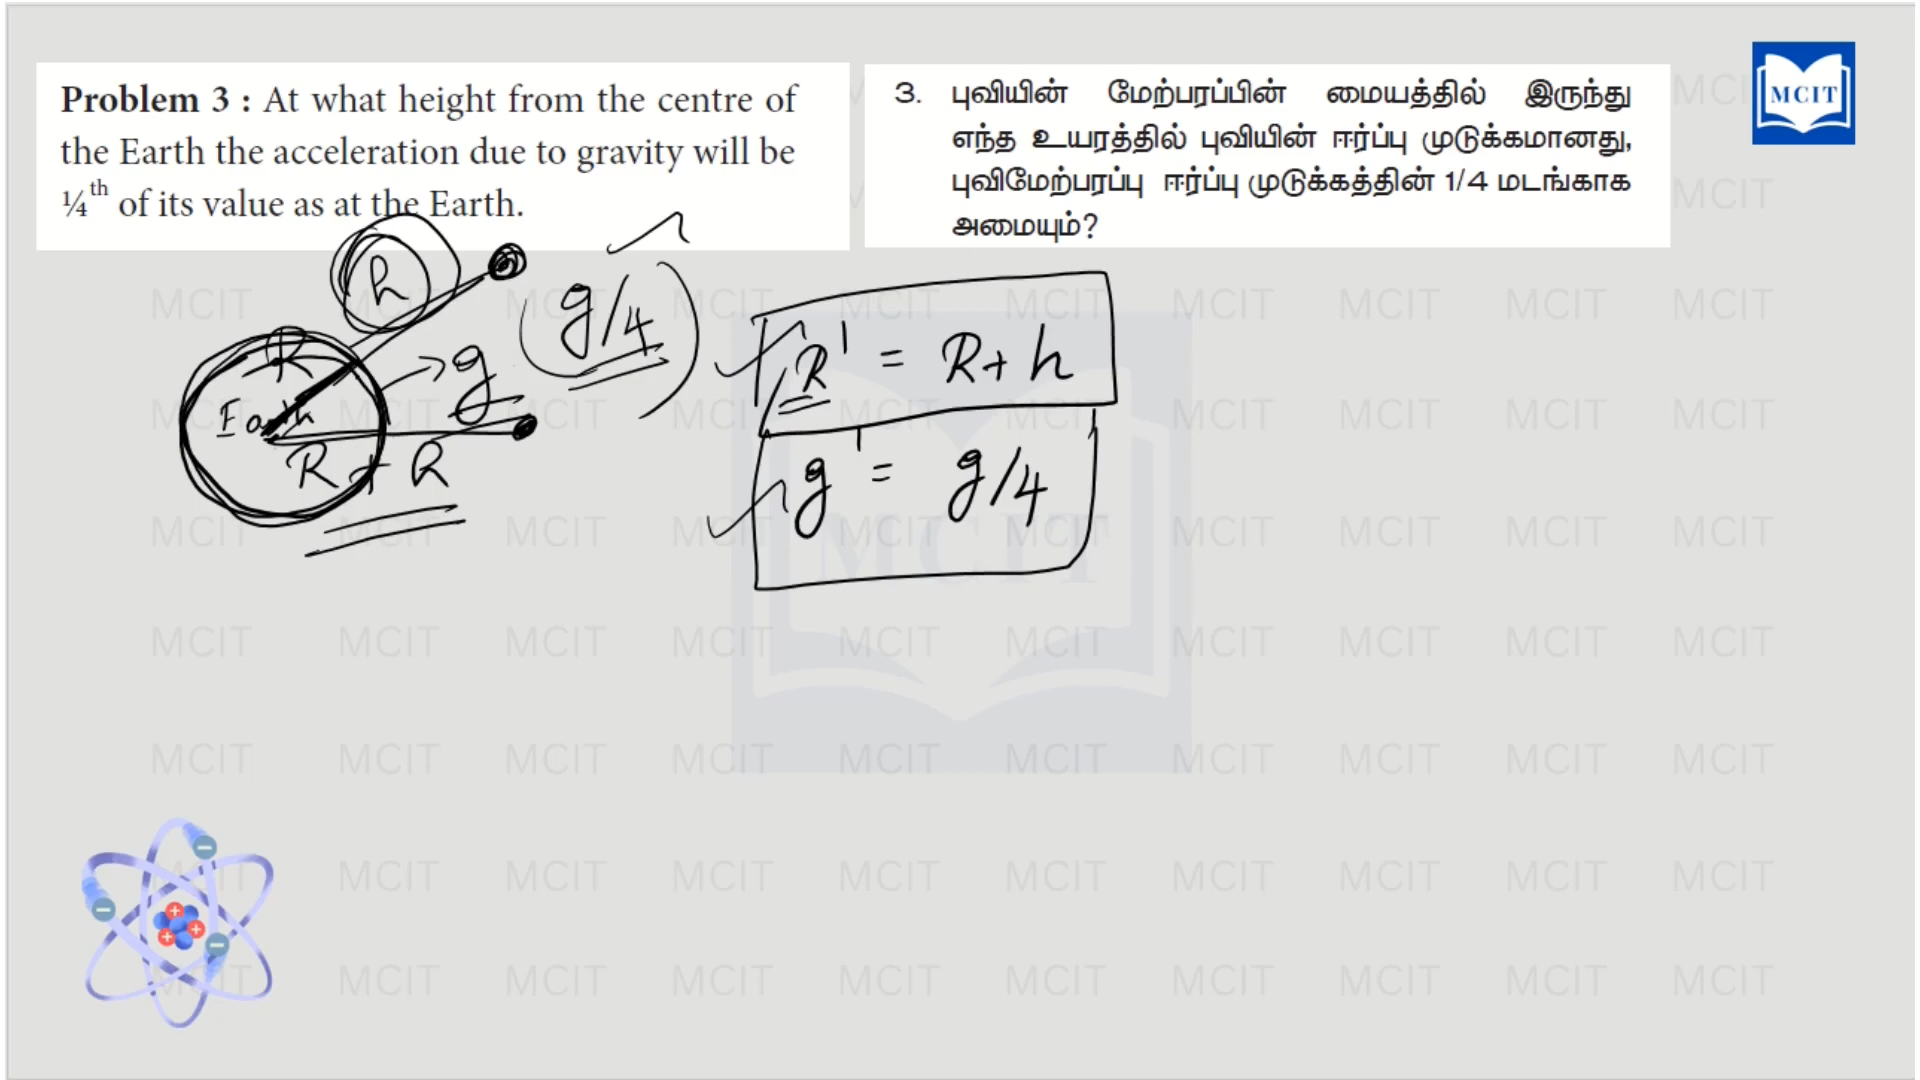 Problem 3 : At what height from the centre of
the Earth the acceleration due to gravity will be
¼th of its value as at the Earth.
3. புவியின் மேற்பரப்பின் மையத்தில் இருந்து
எந்த உயரத்தில் புவியின் ஈர்ப்பு முடுக்கமானது,
புவிமேற்பரப்பு ஈர்ப்பு முடுக்கத்தின் 1/4 மடங்காக
அமையும்?
MCIT
h
g/4
R
g
Earth
R + R
R' = R + h
g' = g/4
MCIT